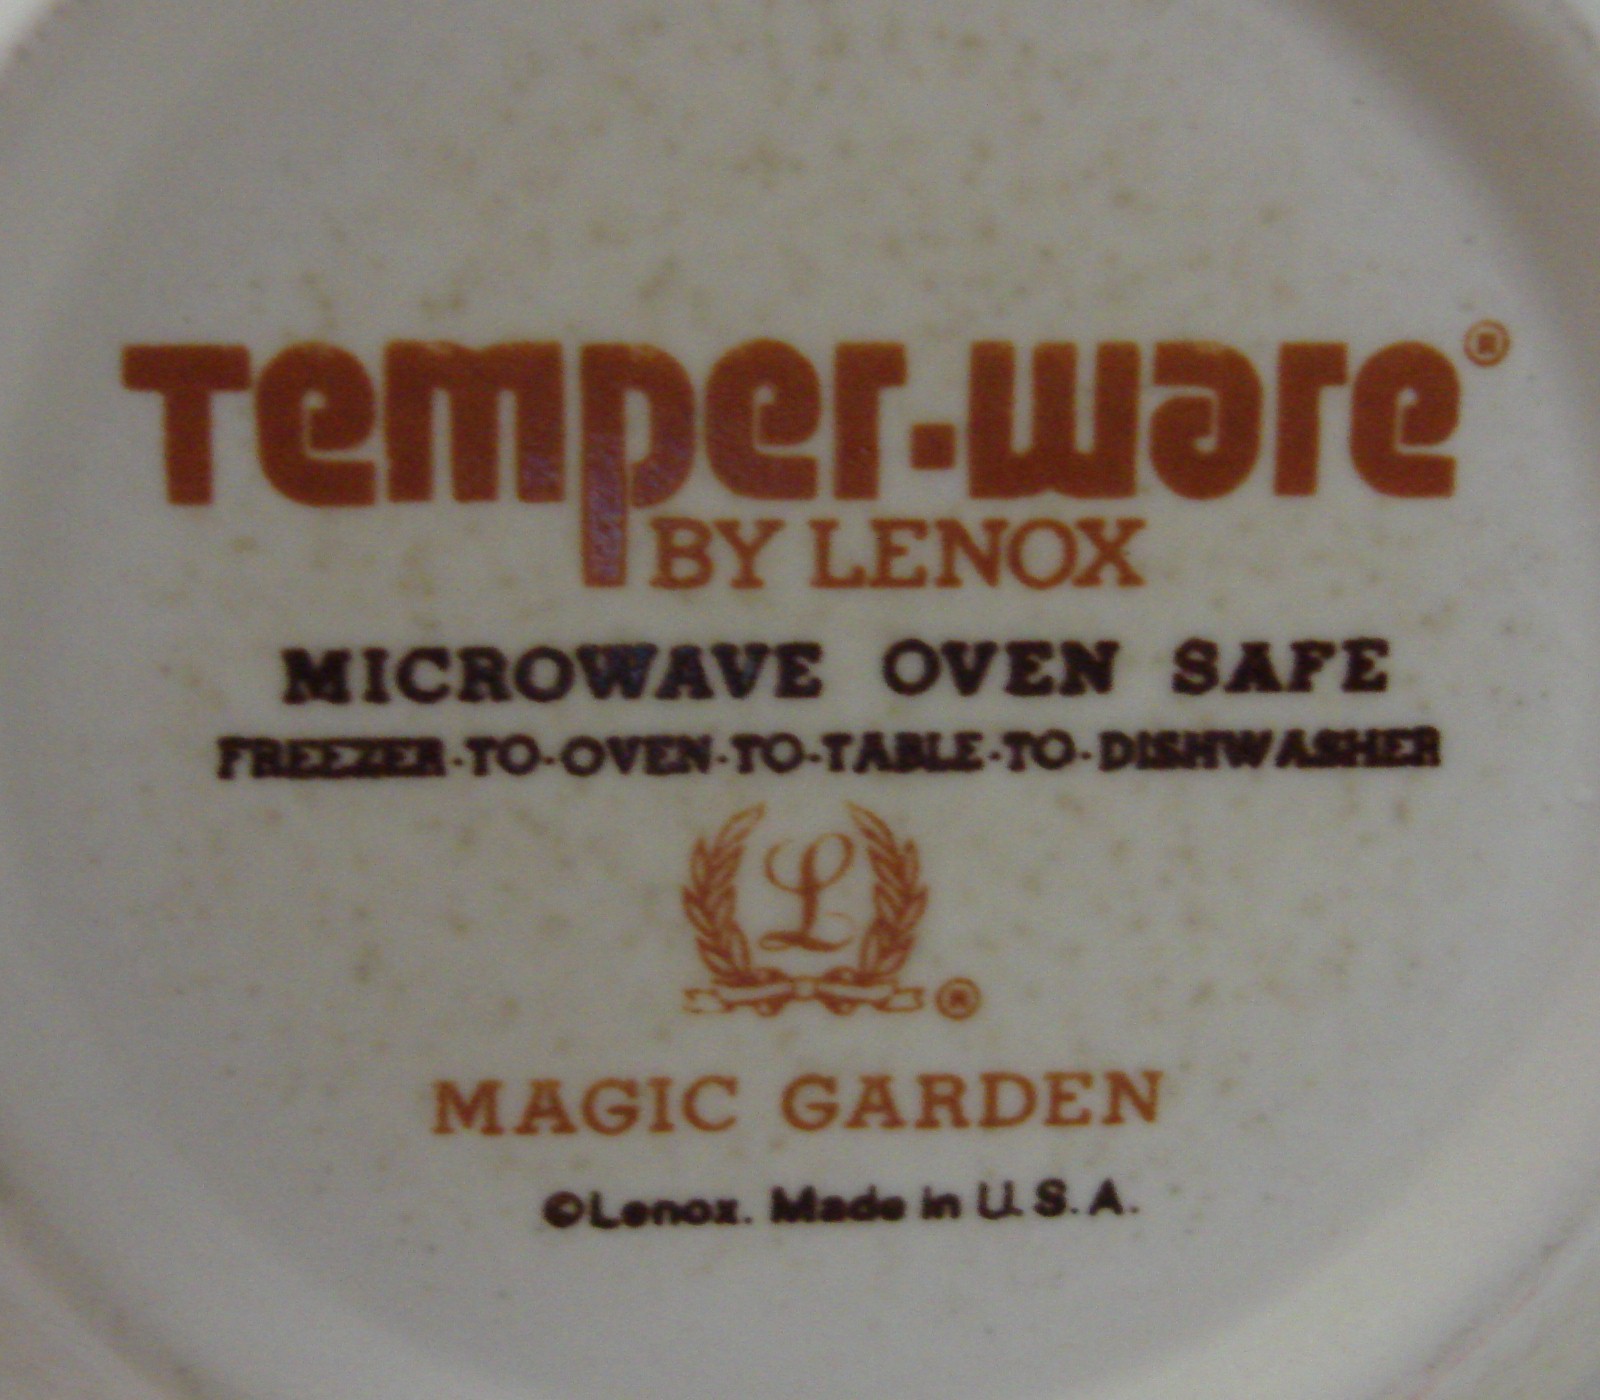 Temper-ware®
BY LENOX
MICROWAVE OVEN SAFE
FREEZER-TO-OVEN-TO-TABLE-TO-DISHWASHER
L ®
MAGIC GARDEN
©Lenox. Made in U.S.A.